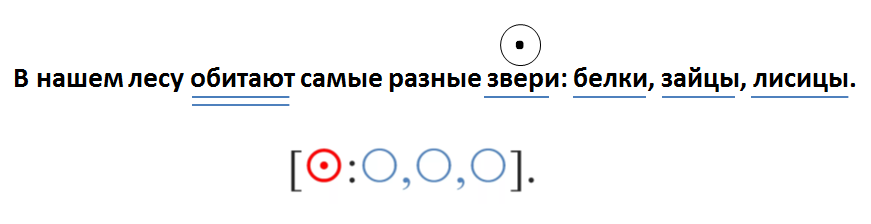 В нашем лесу обитают самые разные звери: белки, зайцы, лисицы.
[⊙:○,○,○].